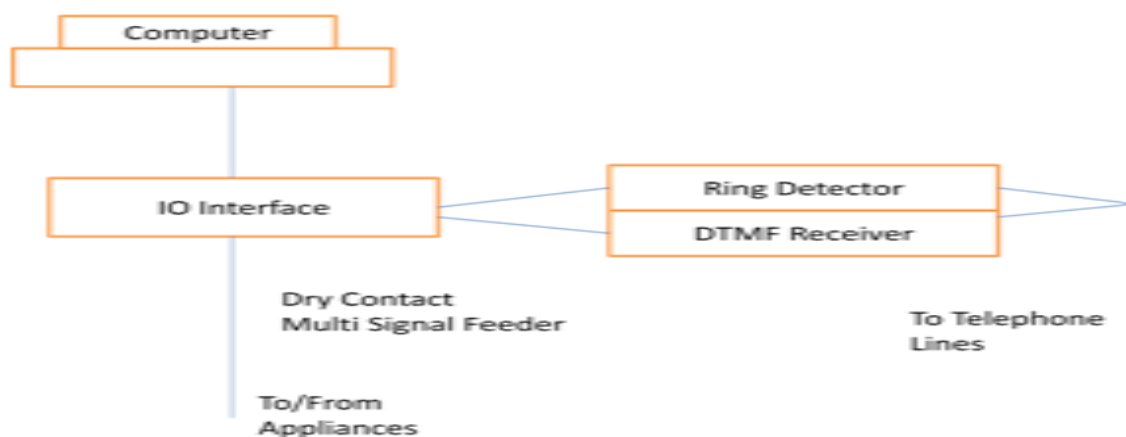 Computer
IO Interface
Ring Detector
DTMF Receiver
Dry Contact
Multi Signal Feeder
To Telephone
Lines
To/From
Appliances